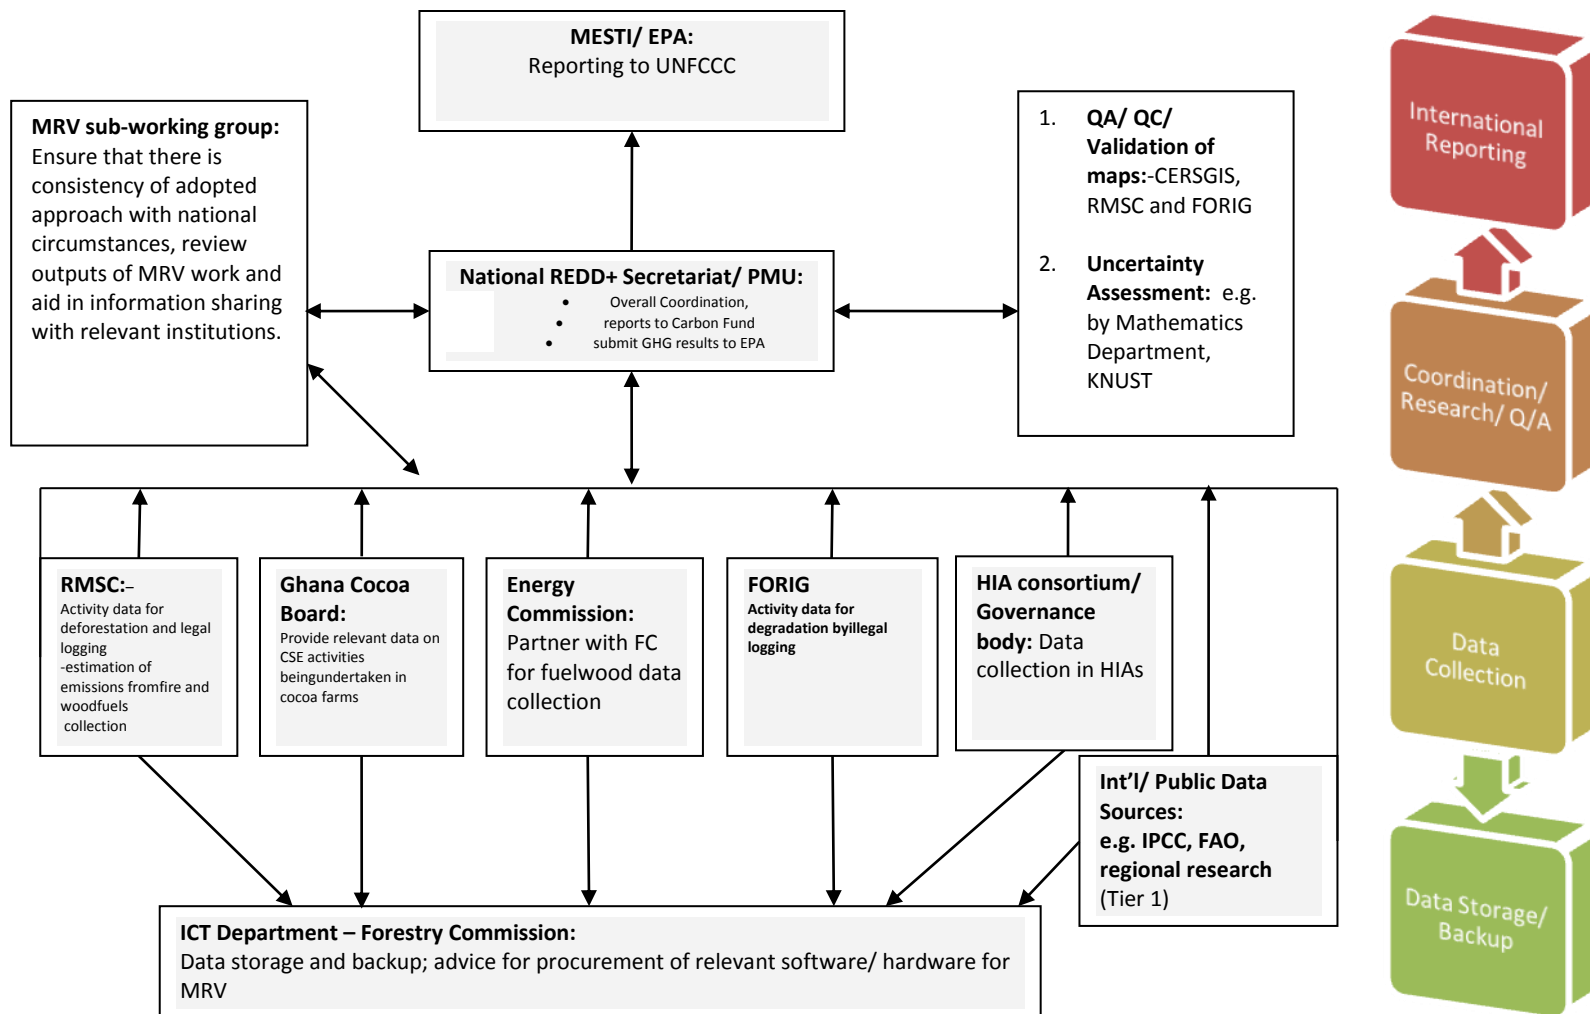 MESTI/ EPA:
Reporting to UNFCCC
MRV sub-working group:
Ensure that there is
consistency of adopted
approach with national
circumstances, review
outputs of MRV work and
aid in information sharing
with relevant institutions.
National REDD+ Secretariat/ PMU:
• Overall Coordination,
• reports to Carbon Fund
• submit GHG results to EPA
1. QA/ QC/
Validation of
maps:-CERSGIS,
RMSC and FORIG
2. Uncertainty
Assessment: e.g.
by Mathematics
Department,
KNUST
RMSC:–
Activity data for
deforestation and legal
logging
-estimation of
emissions fromfire and
woodfuels
collection
Ghana Cocoa
Board:
Provide relevant data on
CSE activities
beingundertaken in
cocoa farms
Energy
Commission:
Partner with FC
for fuelwood data
collection
FORIG
Activity data for
degradation byillegal
logging
HIA consortium/
Governance
body: Data
collection in HIAs
Int’l/ Public Data
Sources:
e.g. IPCC, FAO,
regional research
(Tier 1)
ICT Department – Forestry Commission:
Data storage and backup; advice for procurement of relevant software/ hardware for
MRV
International
Reporting
Coordination/
Research/ Q/A
Data
Collection
Data Storage/
Backup